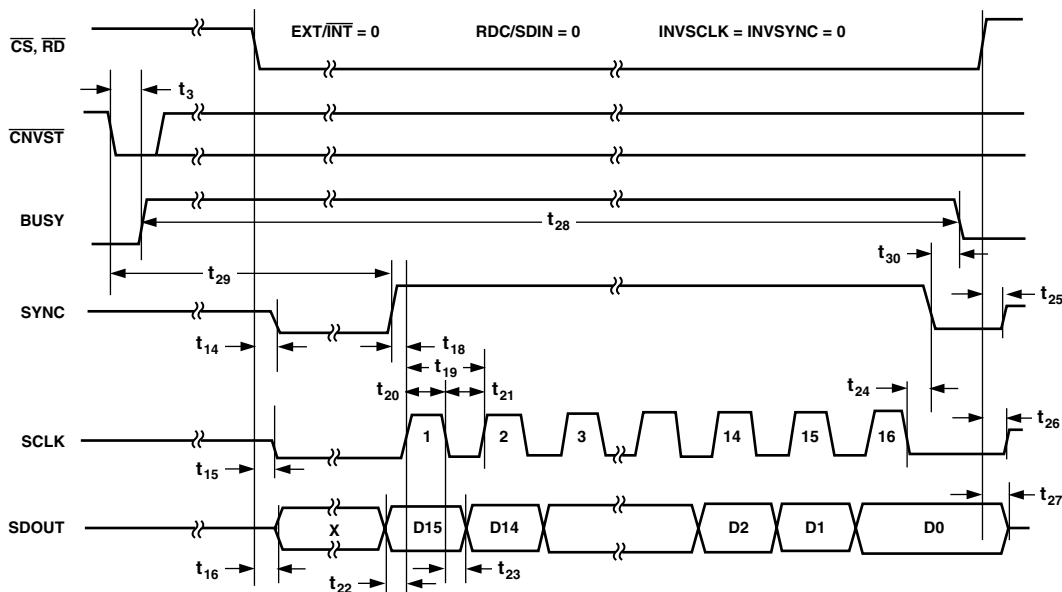 EXT/INT = 0 RDC/SDIN = 0 INVSCLK = INVSYNC = 0
CS, RD
t3
CNVST
BUSY
t28
t30
t29
t25
SYNC
t14
t18
t19
t20 t21
t24
t26
SCLK
1 2 3 14 15 16
t15
t27
SDOUT
X D15 D14 D2 D1 D0
t16
t22
t23